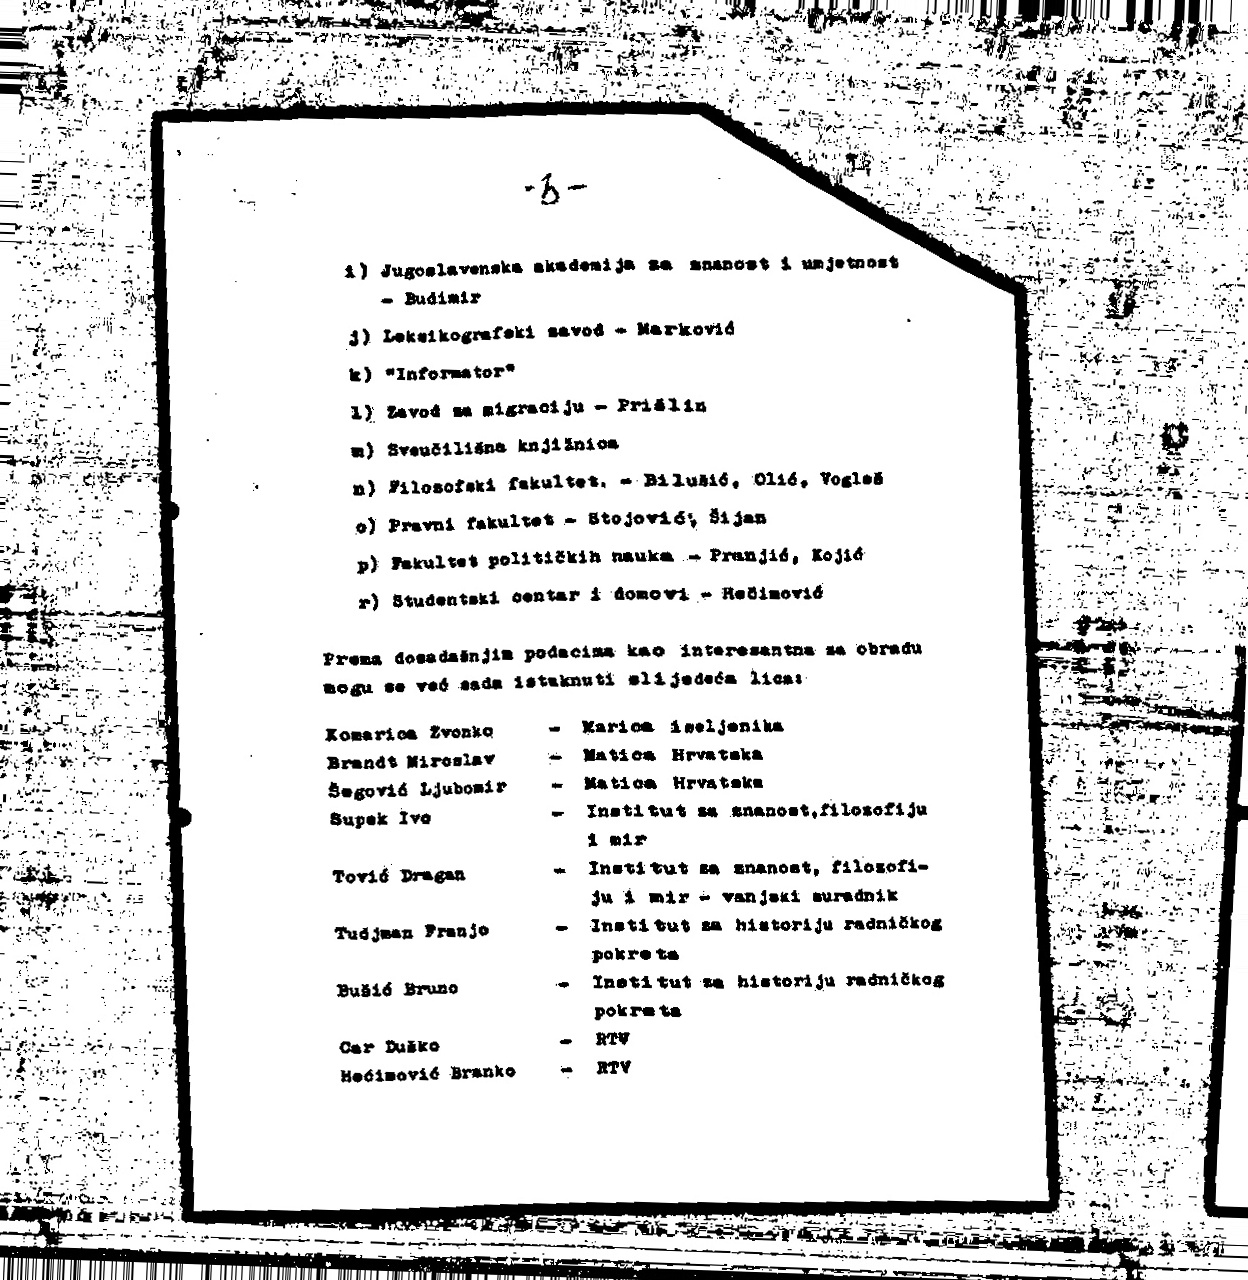 i) Jugoslavenska akademija za znanost i umjetnost
- Budimir
j) Leksikografski zavod - Marković
k) "Informator"
l) Zavod za migraciju - Prišlin
m) Sveučilišna knjižnica
n) Filozofski fakultet. - Bilušić, Olić, Vogleš
o) Pravni fakultet - Stojović, Šijan
p) Fakultet političkih nauka - Pranjić, Kojić
r) Studentski centar i domovi - Hećimović
Prema dosadašnjim podacima kao interesantna za obradu
mogu se već sada istaknuti slijedeća lica:
Komarica Zvonko - Marica iseljenika
Brandt Miroslav - Matica Hrvatska
Šegović Ljubomir - Matica Hrvatska
Supek Ivo - Institut za znanost,filozofiju
i mir
Tović Dragan - Institut za znanost, filozofi-
ju i mir - vanjski suradnik
Tudjman Franjo - Institut za historiju radničkog
pokreta
Bušić Bruno - Institut za historiju radničkog
pokreta
Car Duško - RTV
Hećimović Branko - RTV